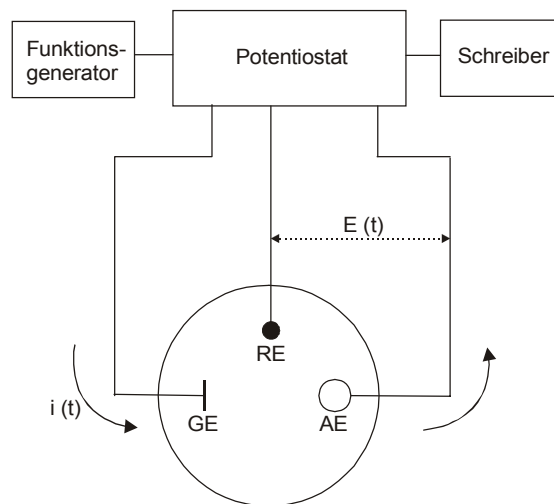 Funktions-
generator
Potentiostat
Schreiber
E (t)
RE
i (t)
GE
AE